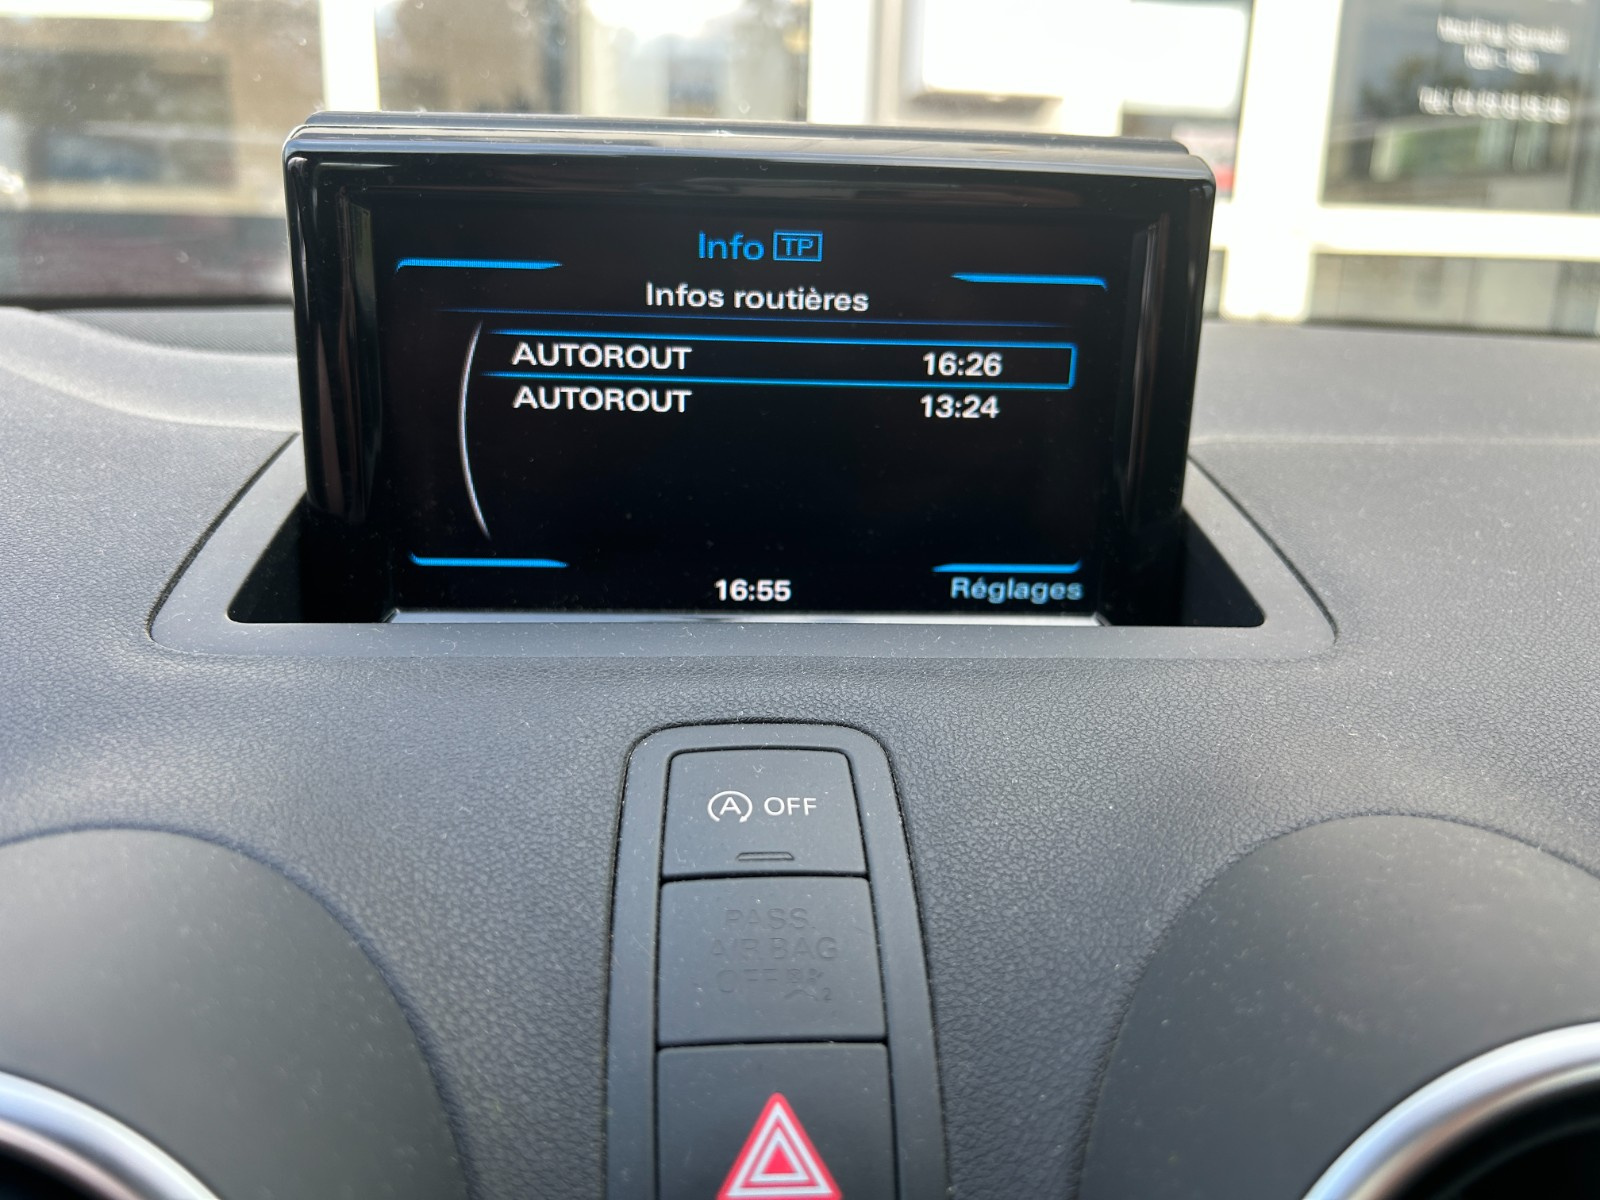 Info TP
Infos routières
AUTOROUT 16:26
AUTOROUT 13:24
16:55 Réglages
A OFF
PASS
AIR BAG
OFF